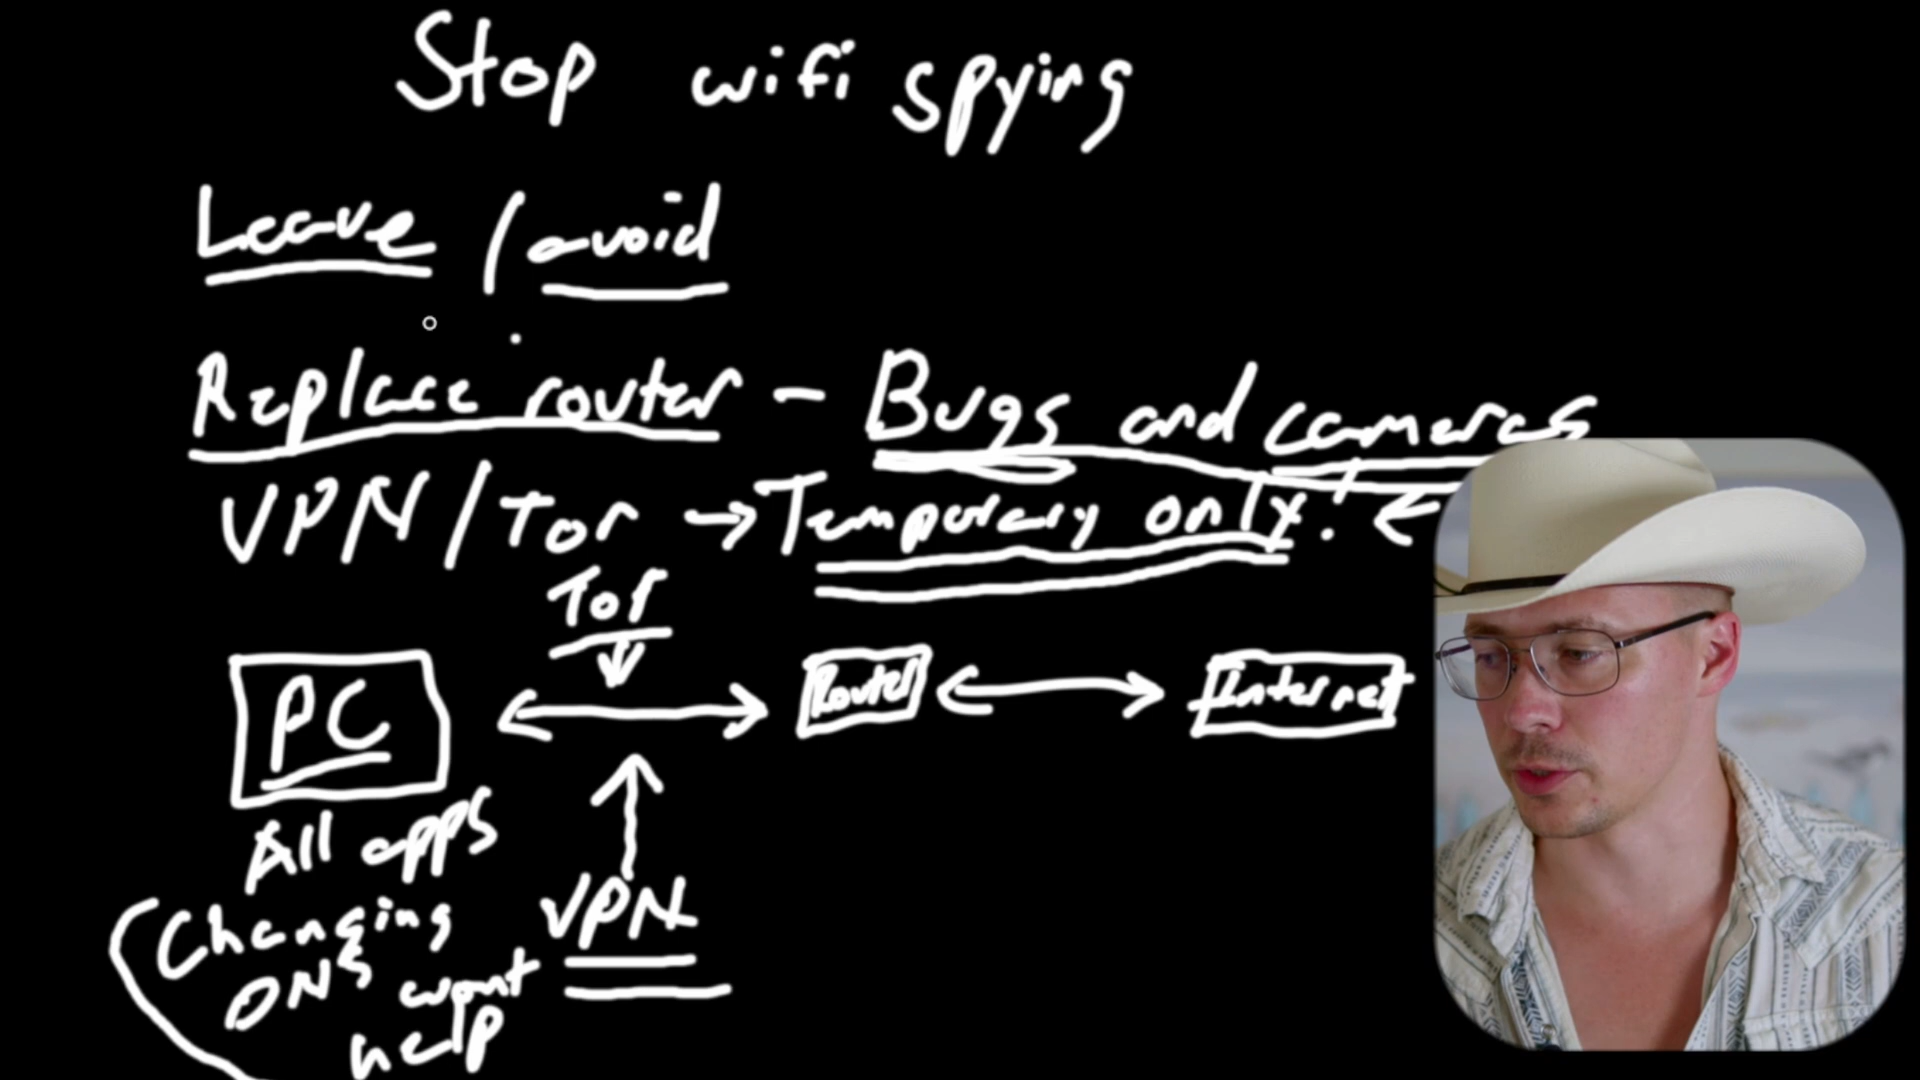 Stop wifi spying
Leave / avoid
Replace router - Bugs and cameras
VPN / Tor → Temporary only! ←
Tor
PC
Router
Internet
All apps
VPN
Changing
DNS wont
help